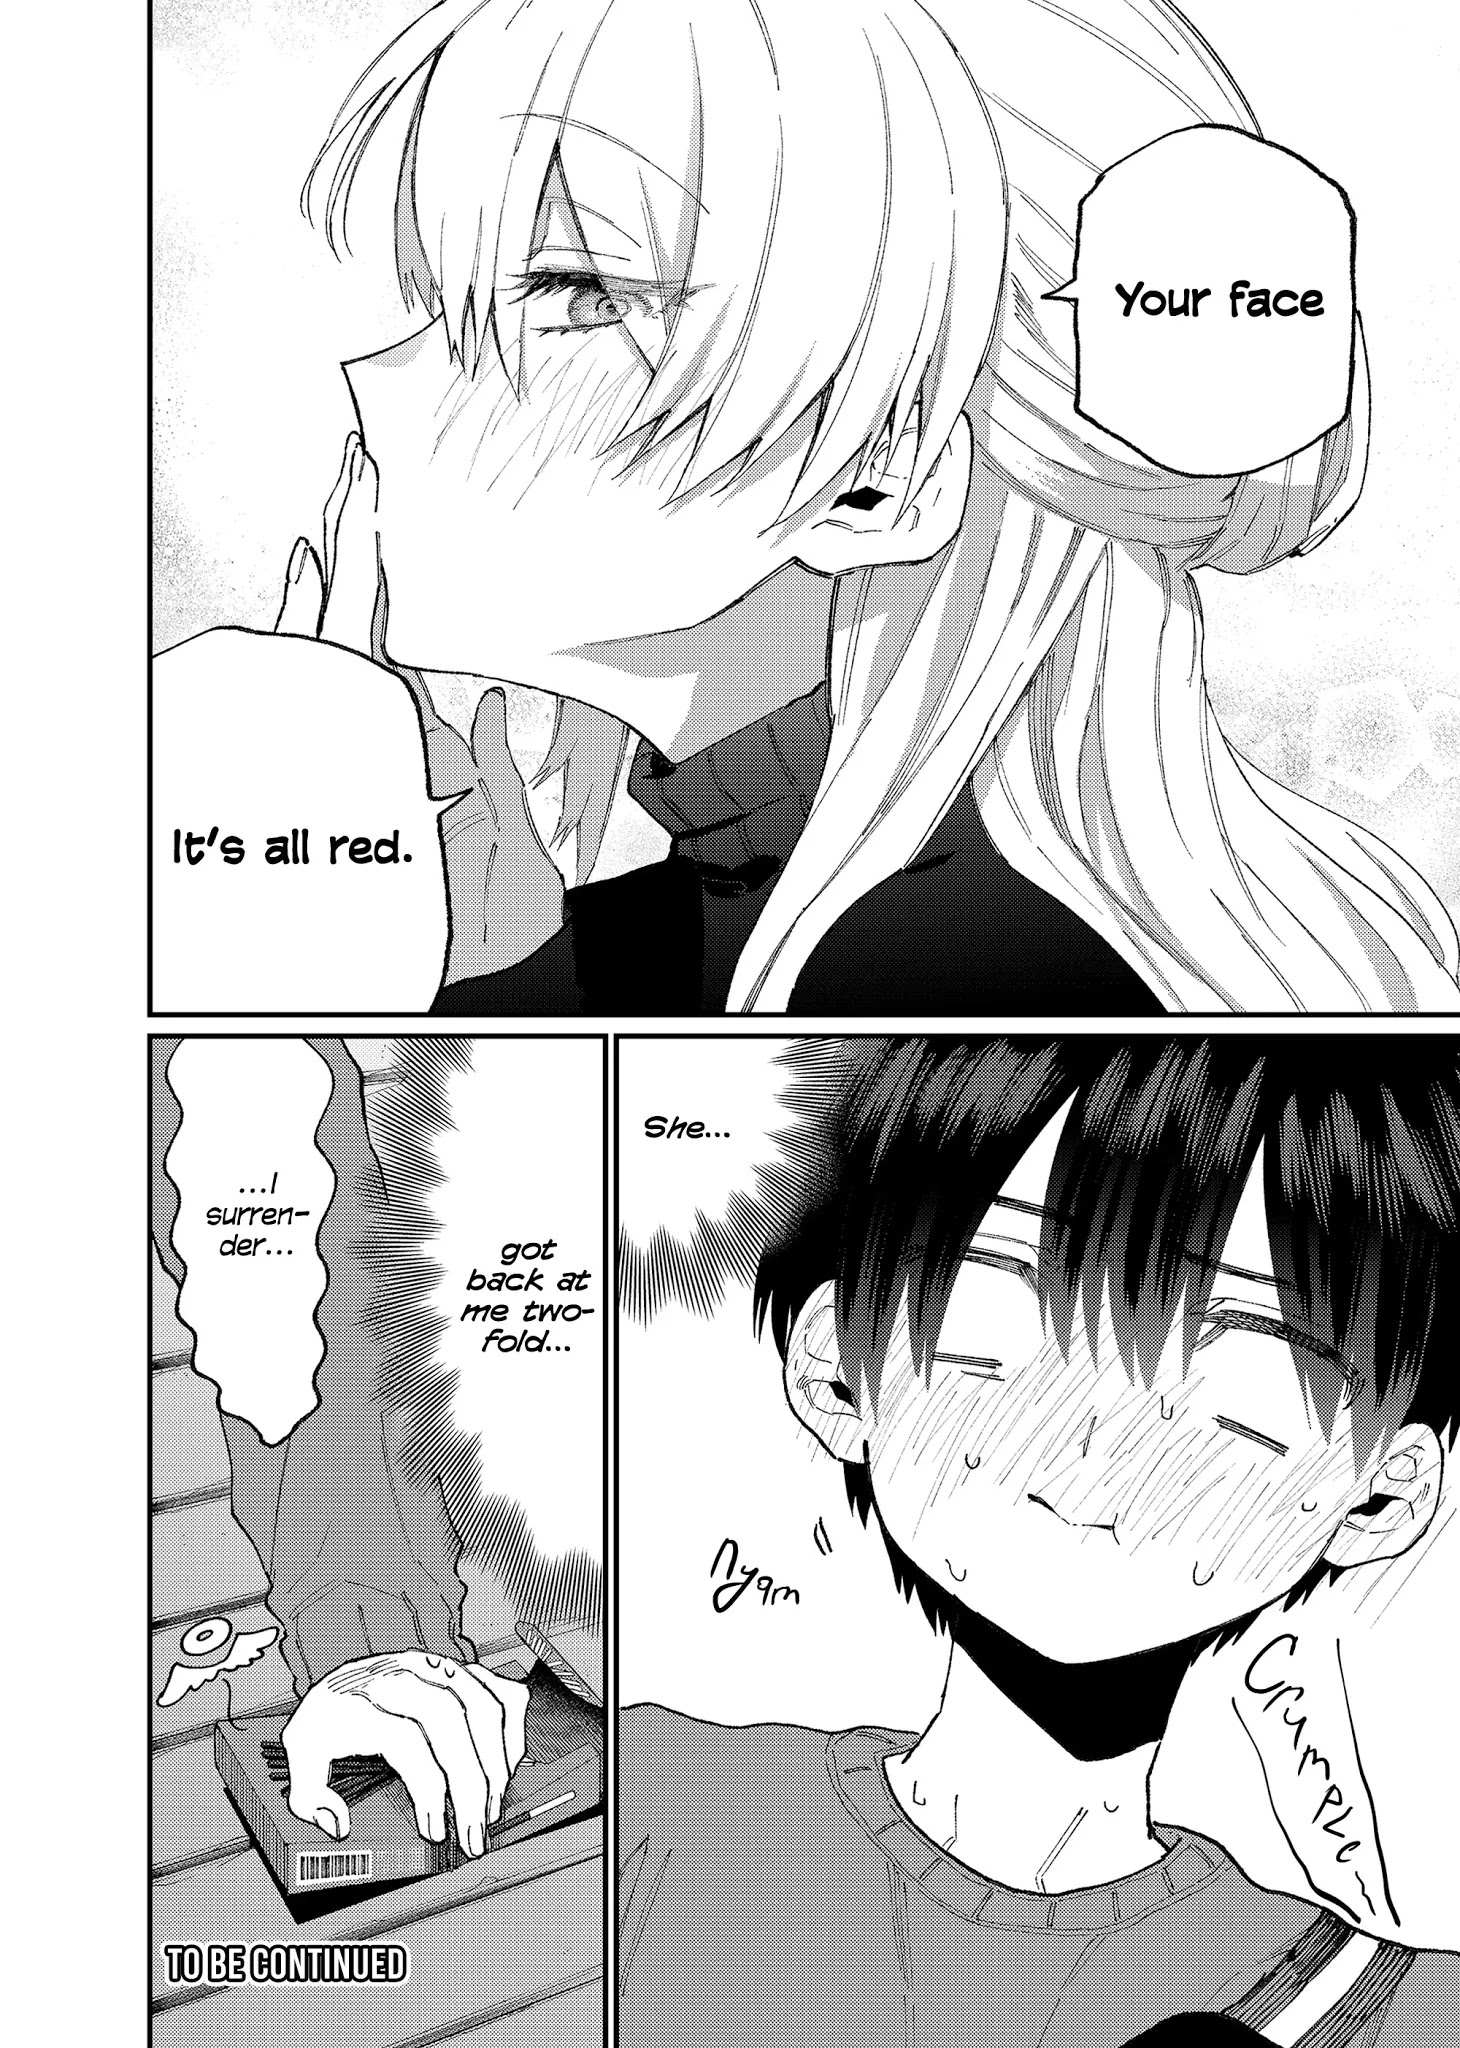 Your face
It's all red.
She...
got
back at
me two-
fold...
...I
surren-
der...
Nyam
Crumple~
TO BE CONTINUED